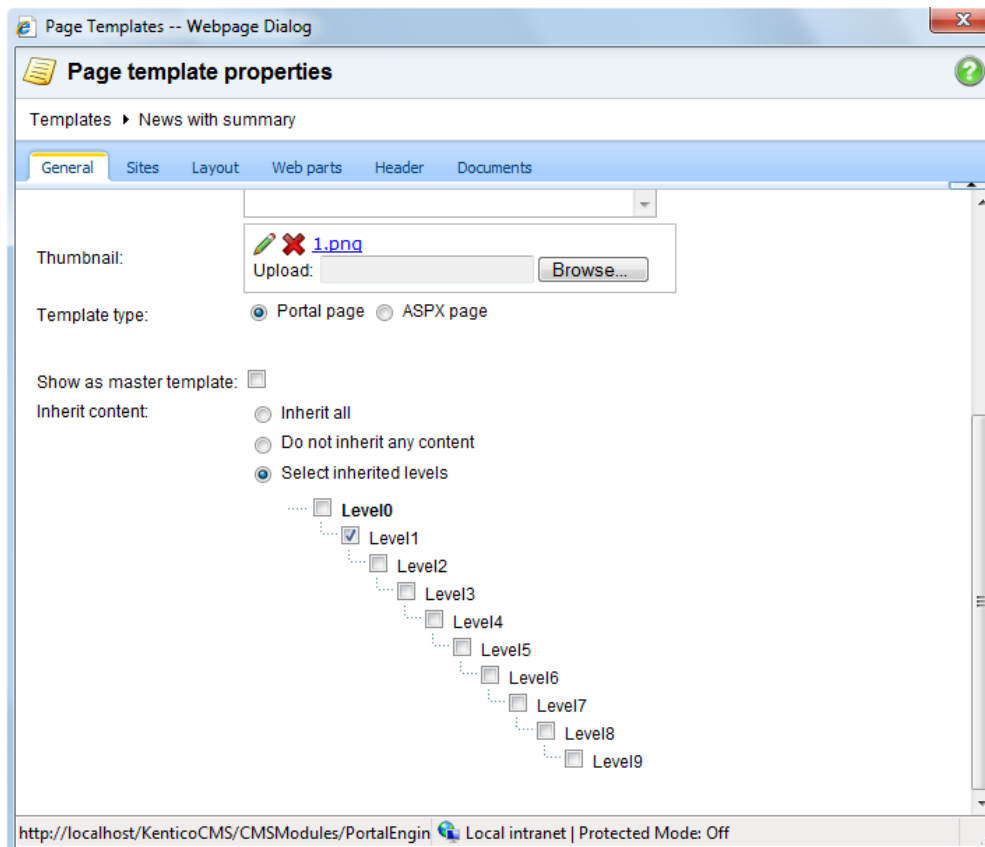 Page Templates -- Webpage Dialog
Page template properties
Templates ▸ News with summary
General Sites Layout Web parts Header Documents
Thumbnail: 1.png
Upload: Browse...
Template type: Portal page ASPX page
Show as master template:
Inherit content: Inherit all
Do not inherit any content
Select inherited levels
Level0
Level1
Level2
Level3
Level4
Level5
Level6
Level7
Level8
Level9
http://localhost/KenticoCMS/CMSModules/PortalEngin Local intranet | Protected Mode: Off